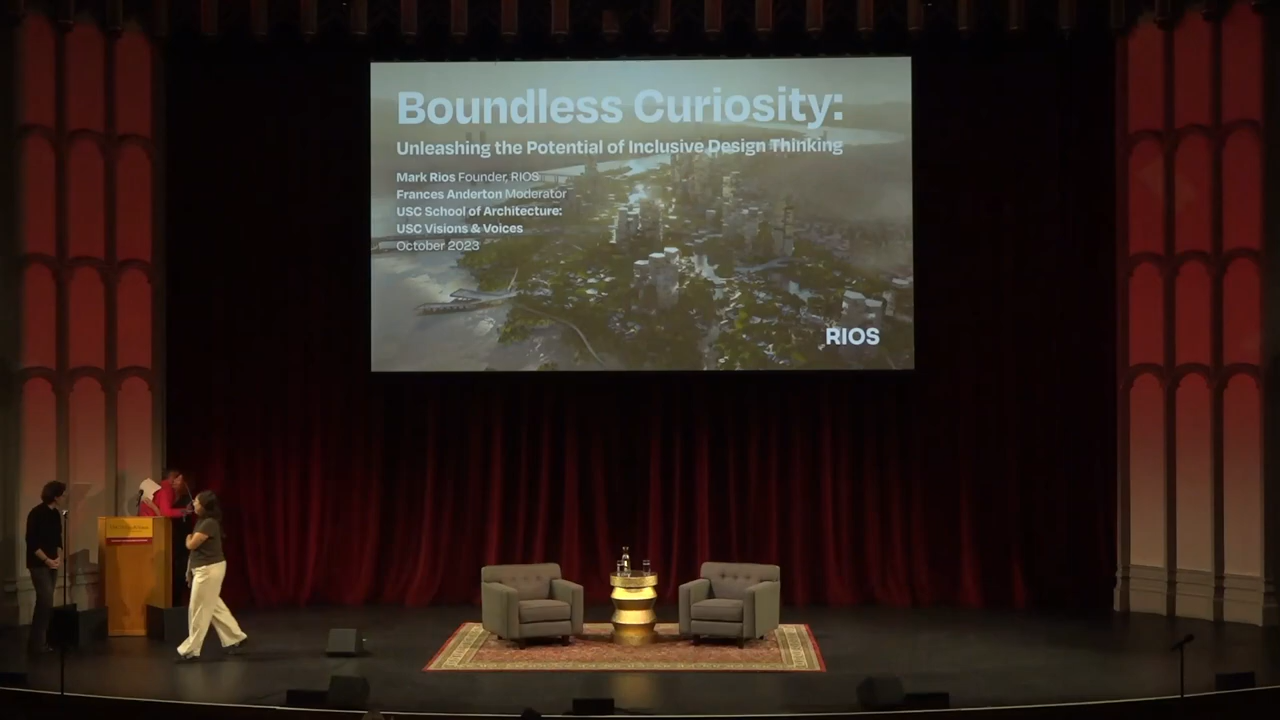 Boundless Curiosity:
Unleashing the Potential of Inclusive Design Thinking
Mark Rios Founder, RIOS
Frances Anderton Moderator
USC School of Architecture:
USC Visions & Voices
October 2023
RIOS